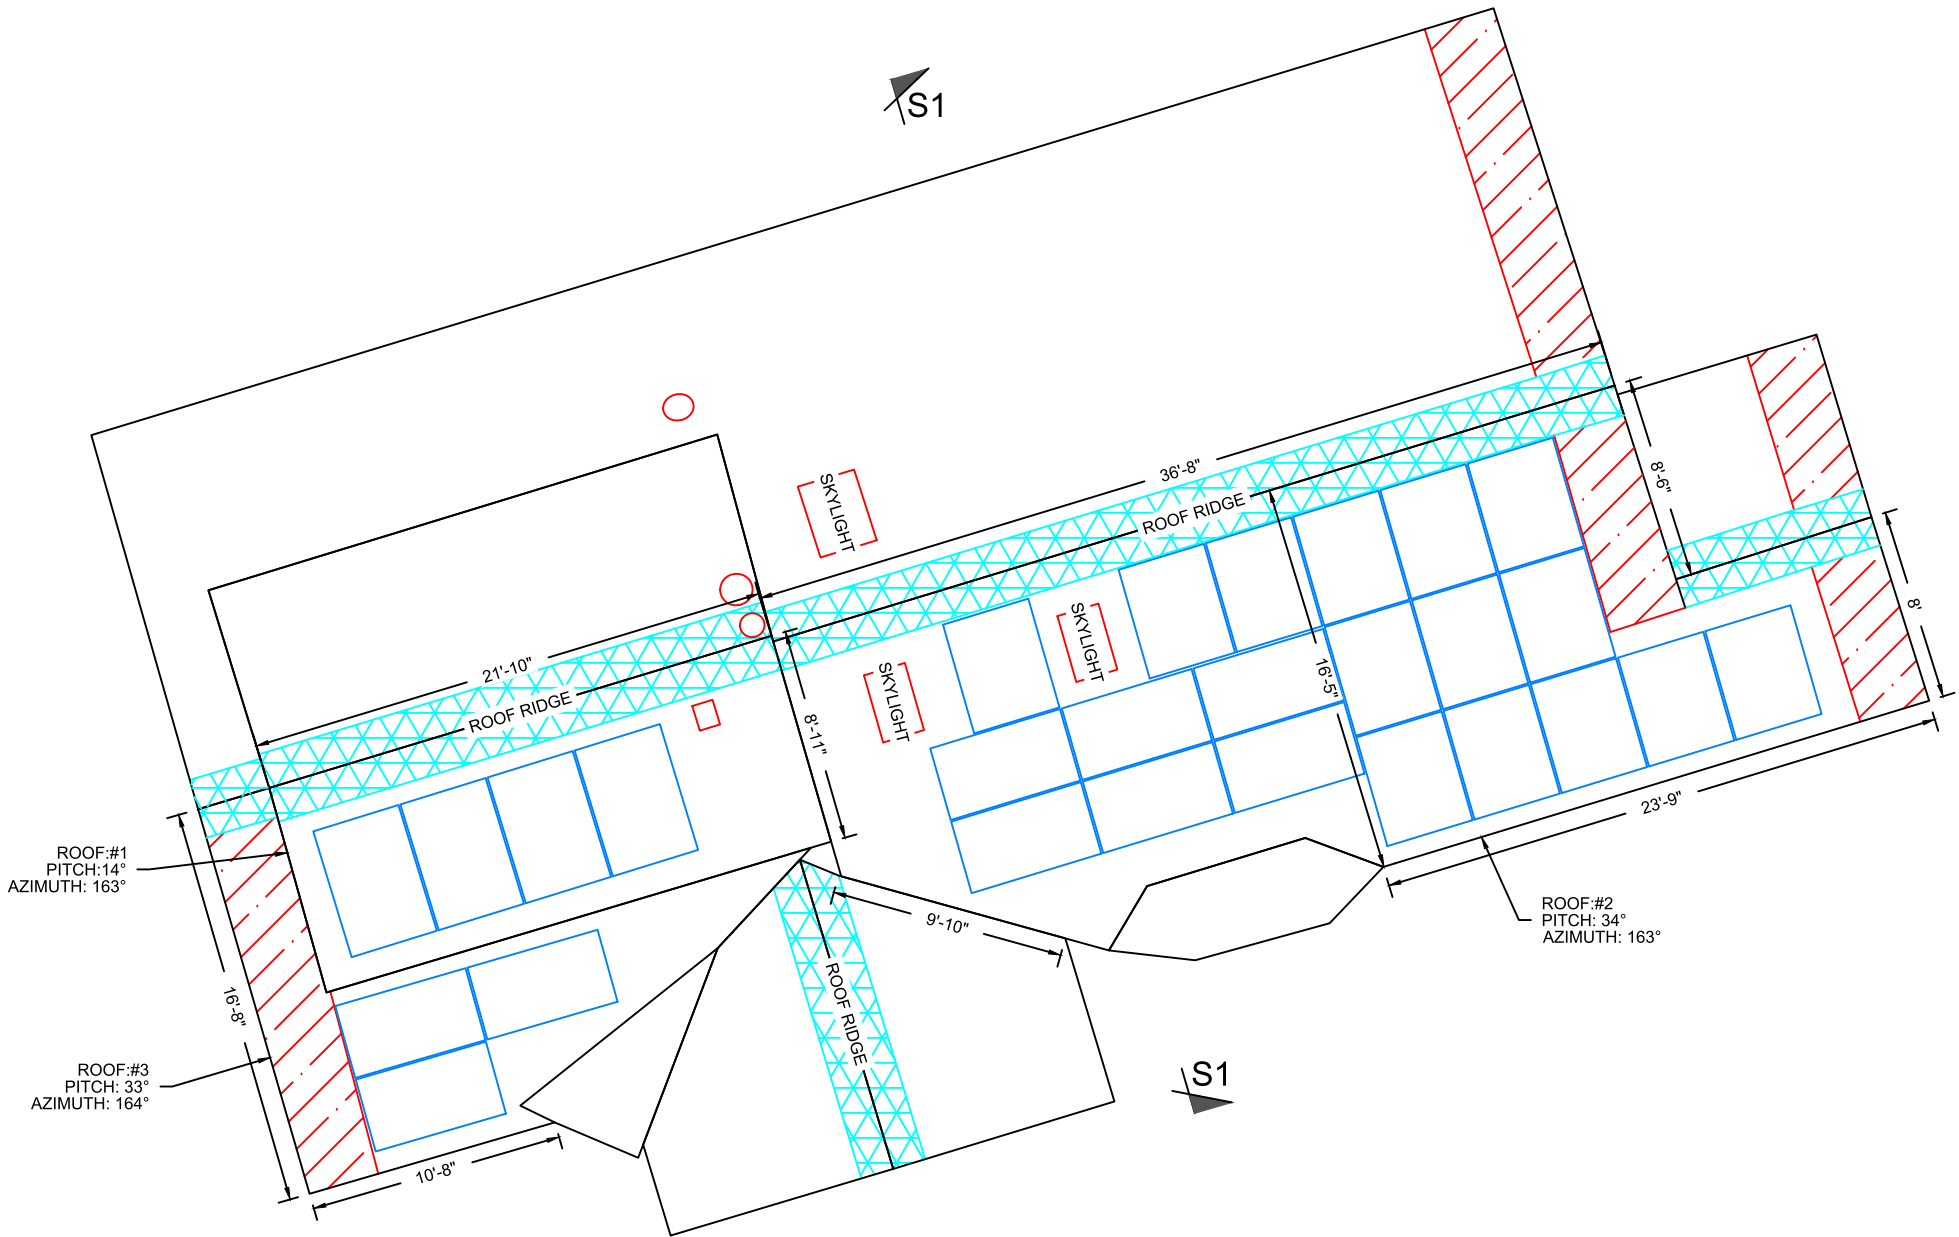 S1
SKYLIGHT
36'-8"
8'-6"
ROOF RIDGE
8'
SKYLIGHT
21'-10"
16'-5"
SKYLIGHT
ROOF RIDGE
8'-11"
23'-9"
ROOF:#1
PITCH:14°
AZIMUTH: 163°
ROOF:#2
PITCH: 34°
AZIMUTH: 163°
9'-10"
16'-8"
ROOF RIDGE
ROOF:#3
PITCH: 33°
AZIMUTH: 164°
S1
10'-8"